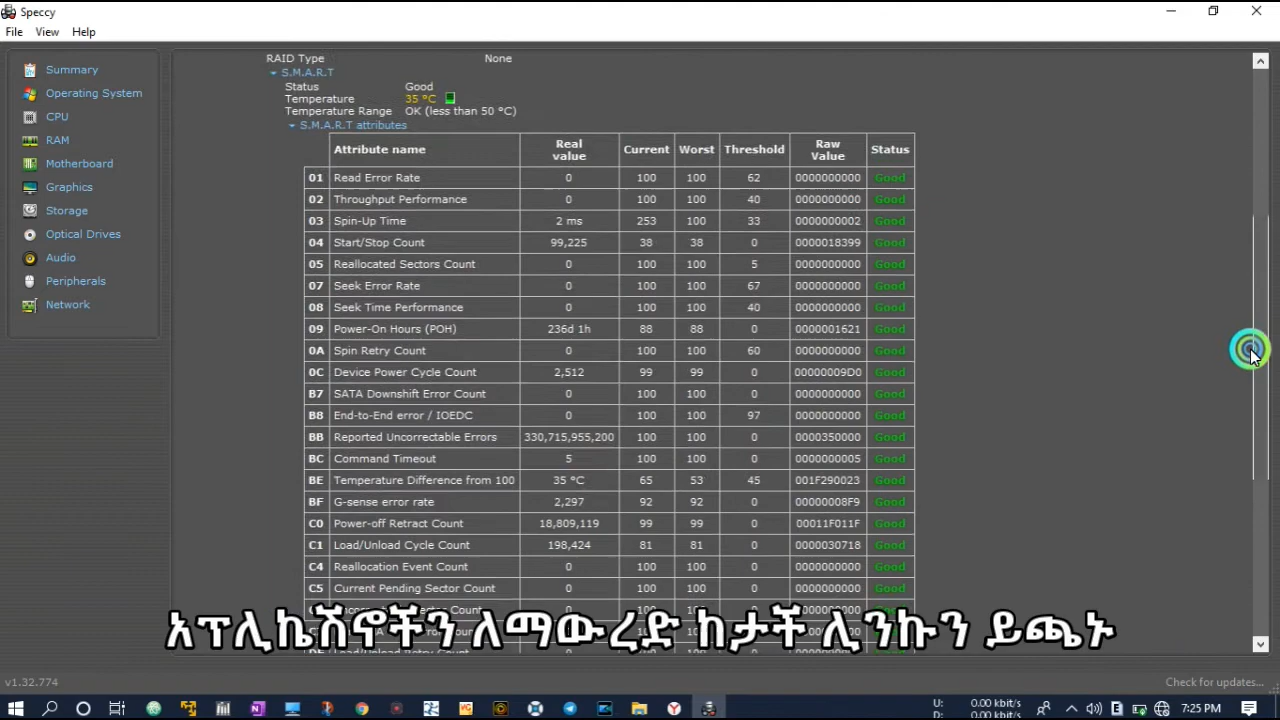 Speccy
File View Help
Summary
Operating System
CPU
RAM
Motherboard
Graphics
Storage
Optical Drives
Audio
Peripherals
Network
RAID Type None
S.M.A.R.T
Status Good
Temperature 35 °C
Temperature Range OK (less than 50 °C)
S.M.A.R.T attributes
Attribute name Real value Current Worst Threshold Raw Value Status
01 Read Error Rate 0 100 100 62 0000000000 Good
02 Throughput Performance 0 100 100 40 0000000000 Good
03 Spin-Up Time 2 ms 253 100 33 0000000002 Good
04 Start/Stop Count 99,225 38 38 0 0000018399 Good
05 Reallocated Sectors Count 0 100 100 5 0000000000 Good
07 Seek Error Rate 0 100 100 67 0000000000 Good
08 Seek Time Performance 0 100 100 40 0000000000 Good
09 Power-On Hours (POH) 236d 1h 88 88 0 0000001621 Good
0A Spin Retry Count 0 100 100 60 0000000000 Good
0C Device Power Cycle Count 2,512 99 99 0 00000009D0 Good
B7 SATA Downshift Error Count 0 100 100 0 0000000000 Good
B8 End-to-End error / IOEDC 0 100 100 97 0000000000 Good
BB Reported Uncorrectable Errors 330,715,955,200 100 100 0 0000350000 Good
BC Command Timeout 5 100 100 0 0000000005 Good
BE Temperature Difference from 100 35 °C 65 53 45 001F290023 Good
BF G-sense error rate 2,297 92 92 0 00000008F9 Good
C0 Power-off Retract Count 18,809,119 99 99 0 00011F011F Good
C1 Load/Unload Cycle Count 198,424 81 81 0 0000030718 Good
C4 Reallocation Event Count 0 100 100 0 0000000000 Good
C5 Current Pending Sector Count 0 100 100 0 0000000000 Good
አፕሊኬሽኖችን ለማውረድ ከታች ሊንኩን ይጫኑ
v1.32.774 Check for updates...
U: 0.00 kbit/s
D: 0.00 kbit/s
7:25 PM